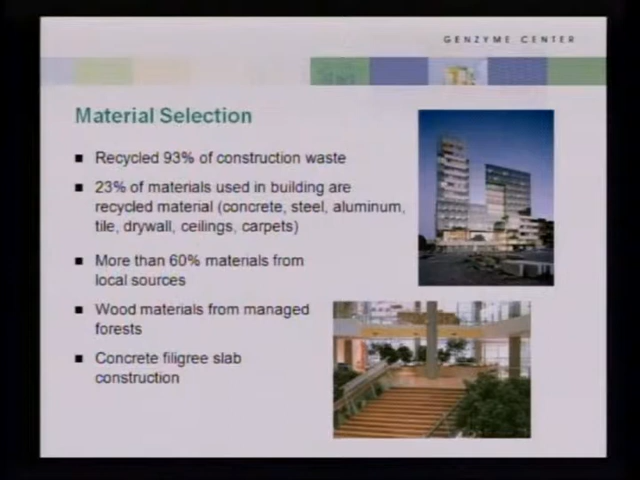 GENZYME CENTER
Material Selection
Recycled 93% of construction waste
23% of materials used in building are
recycled material (concrete, steel, aluminum,
tile, drywall, ceilings, carpets)
More than 60% materials from
local sources
Wood materials from managed
forests
Concrete filigree slab
construction